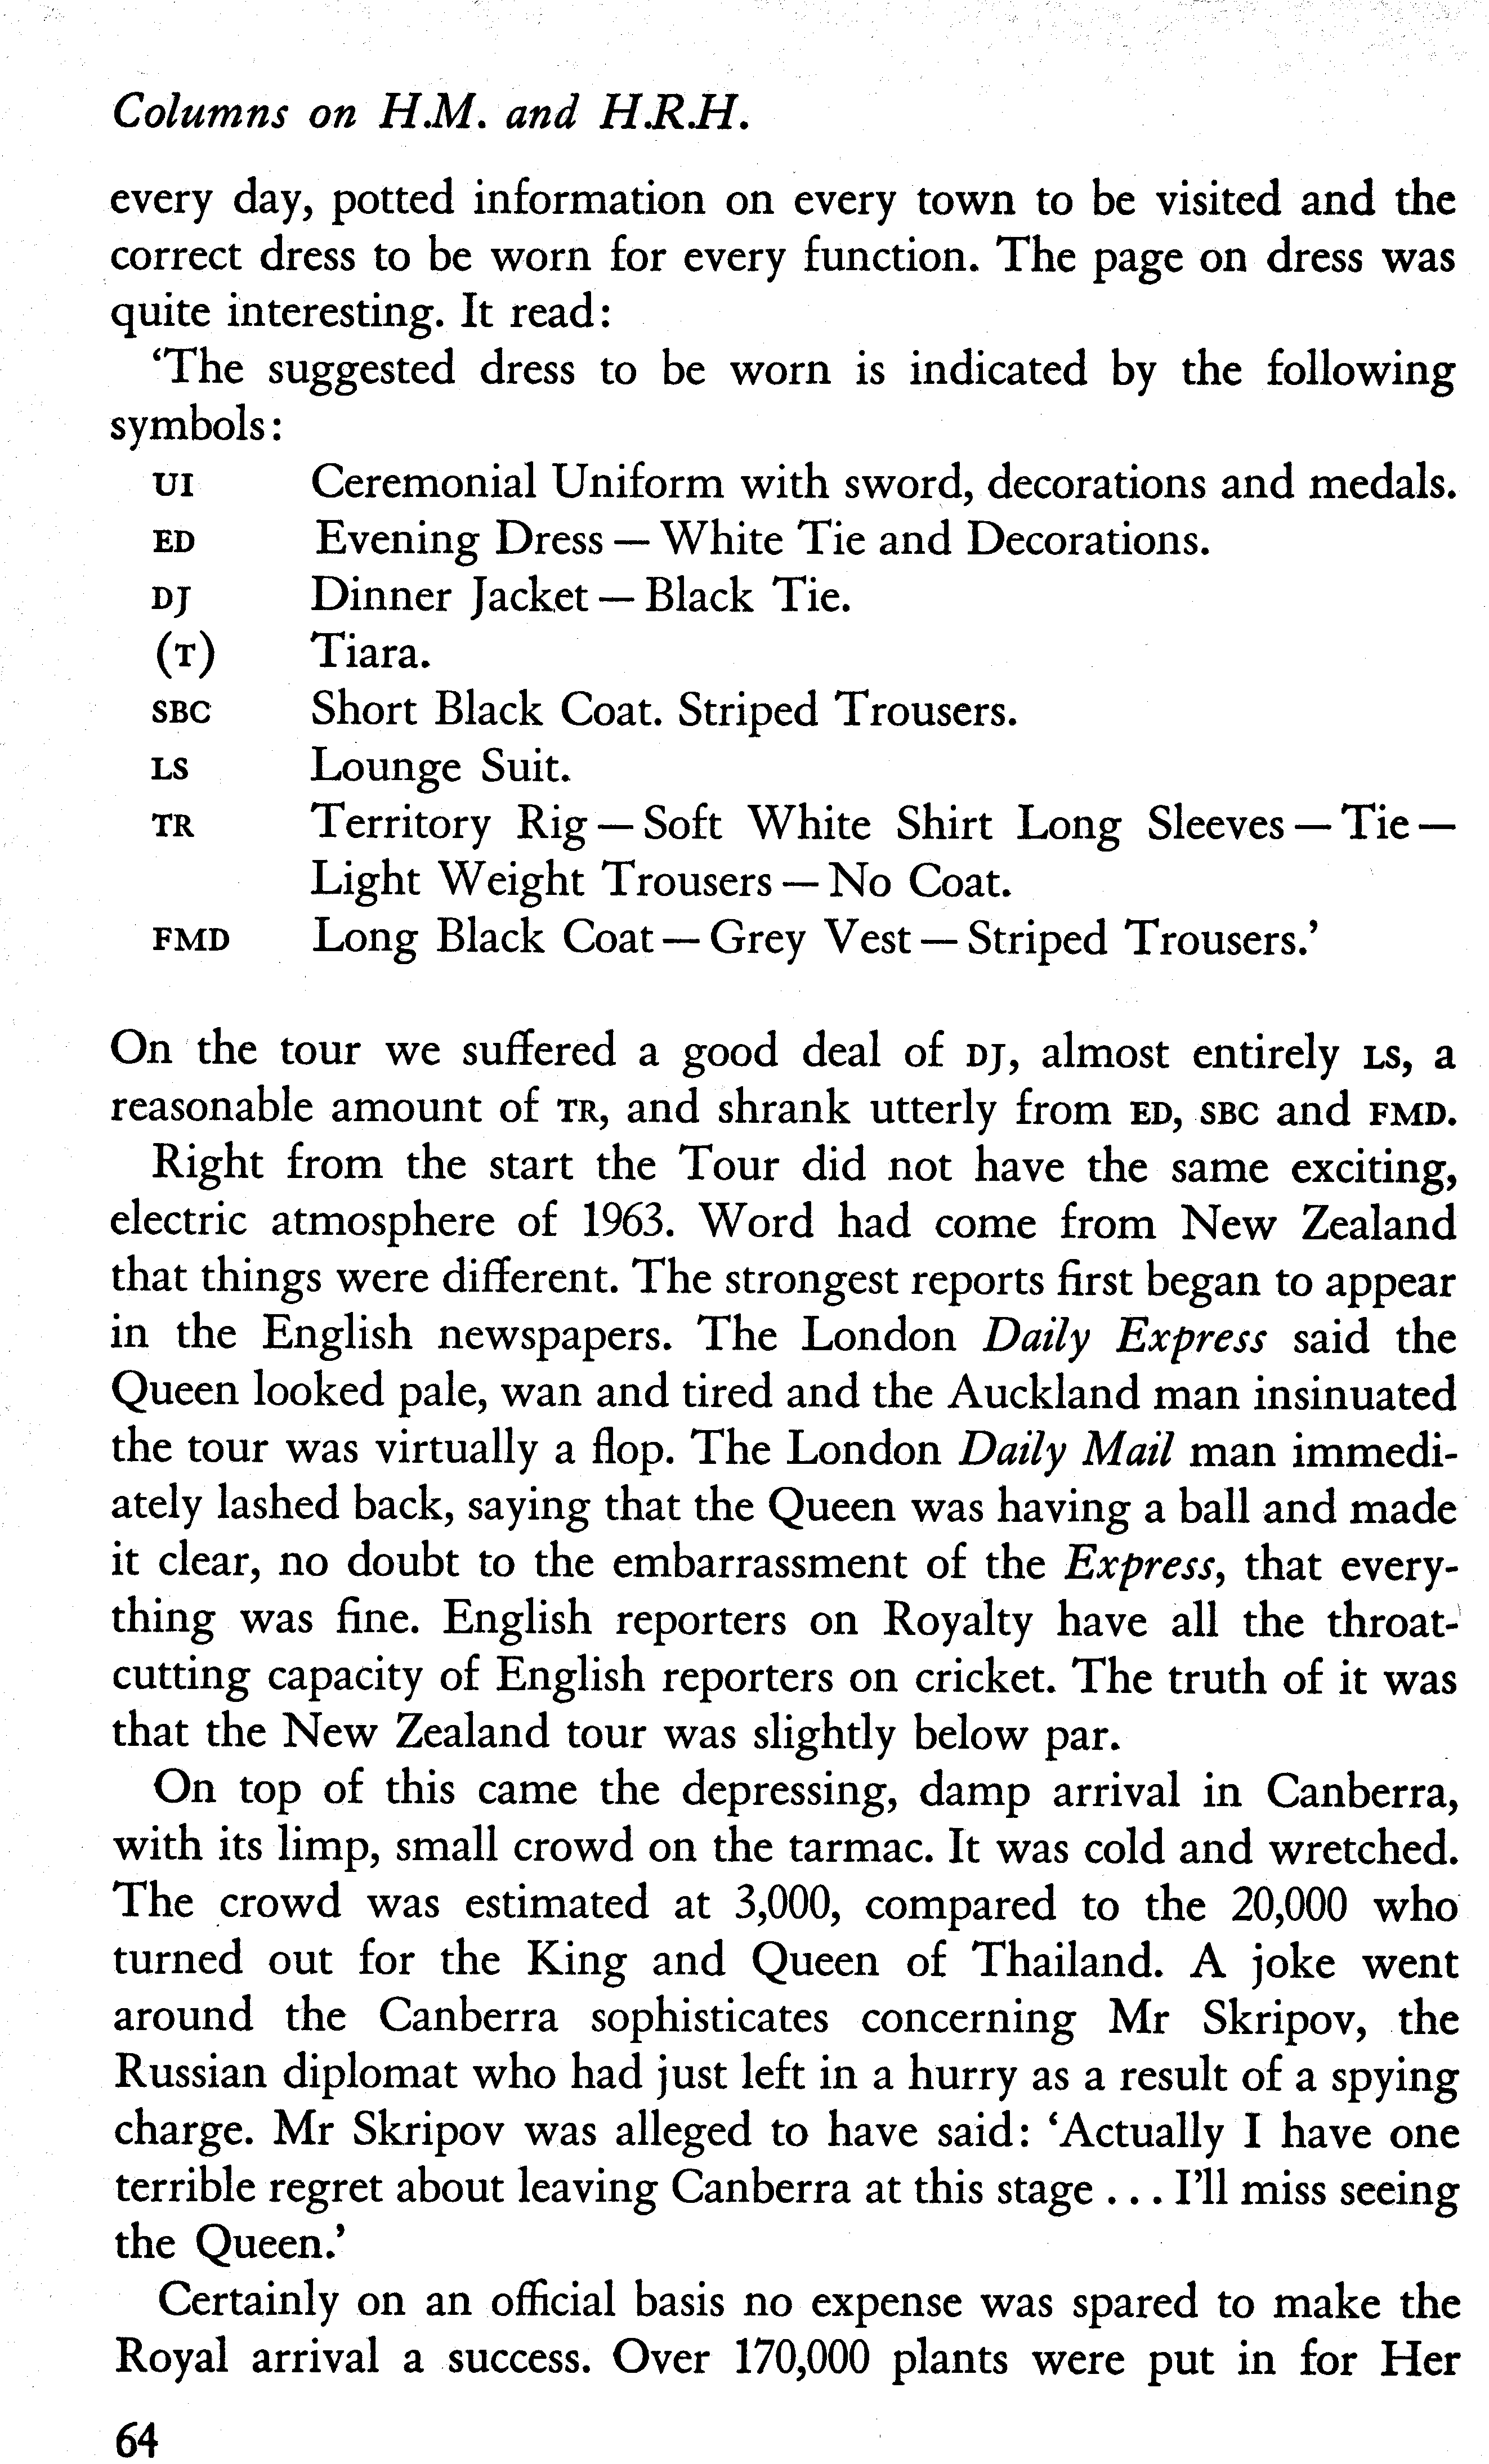 Columns on H.M. and H.R.H.
every day, potted information on every town to be visited and the
correct dress to be worn for every function. The page on dress was
quite interesting. It read:
‘The suggested dress to be worn is indicated by the following
symbols:
UI Ceremonial Uniform with sword, decorations and medals.
ED Evening Dress — White Tie and Decorations.
DJ Dinner Jacket — Black Tie.
(T) Tiara.
SBC Short Black Coat. Striped Trousers.
LS Lounge Suit.
TR Territory Rig — Soft White Shirt Long Sleeves — Tie —
Light Weight Trousers — No Coat.
FMD Long Black Coat — Grey Vest — Striped Trousers.’
On the tour we suffered a good deal of DJ, almost entirely LS, a
reasonable amount of TR, and shrank utterly from ED, SBC and FMD.
Right from the start the Tour did not have the same exciting,
electric atmosphere of 1963. Word had come from New Zealand
that things were different. The strongest reports first began to appear
in the English newspapers. The London Daily Express said the
Queen looked pale, wan and tired and the Auckland man insinuated
the tour was virtually a flop. The London Daily Mail man immedi-
ately lashed back, saying that the Queen was having a ball and made
it clear, no doubt to the embarrassment of the Express, that every-
thing was fine. English reporters on Royalty have all the throat-
cutting capacity of English reporters on cricket. The truth of it was
that the New Zealand tour was slightly below par.
On top of this came the depressing, damp arrival in Canberra,
with its limp, small crowd on the tarmac. It was cold and wretched.
The crowd was estimated at 3,000, compared to the 20,000 who
turned out for the King and Queen of Thailand. A joke went
around the Canberra sophisticates concerning Mr Skripov, the
Russian diplomat who had just left in a hurry as a result of a spying
charge. Mr Skripov was alleged to have said: ‘Actually I have one
terrible regret about leaving Canberra at this stage . . . I’ll miss seeing
the Queen.’
Certainly on an official basis no expense was spared to make the
Royal arrival a success. Over 170,000 plants were put in for Her
64